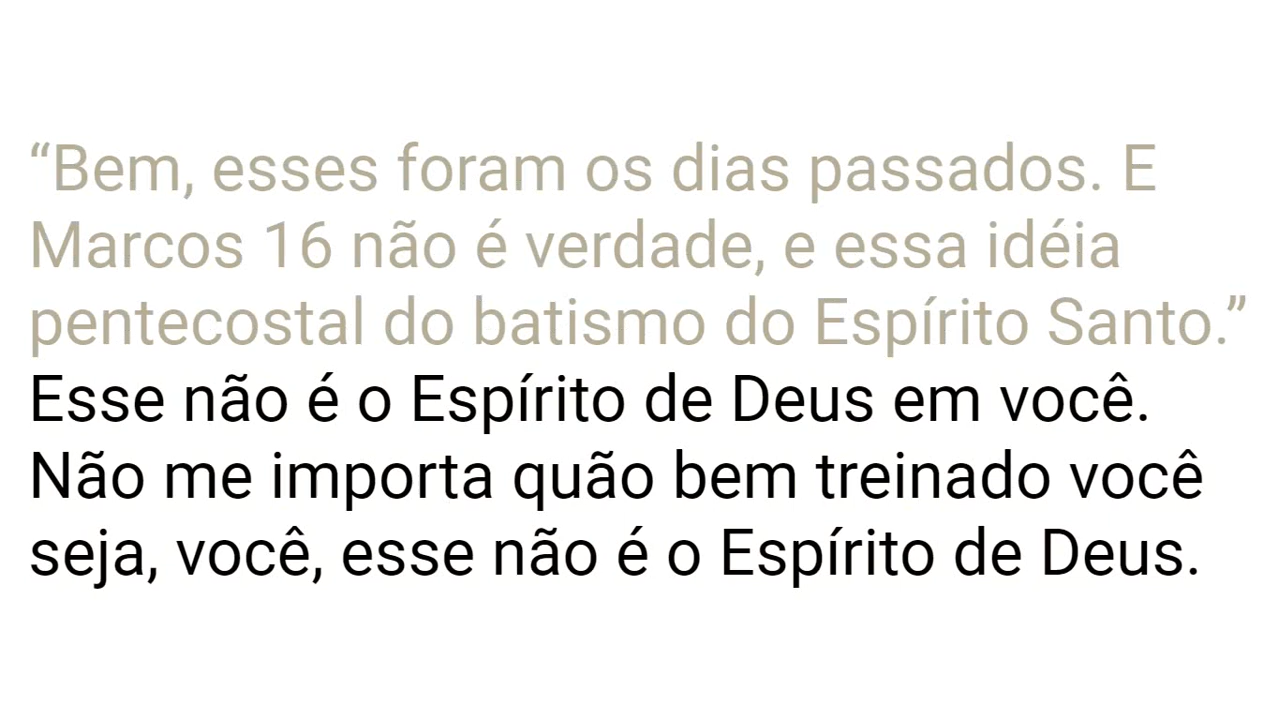 “Bem, esses foram os dias passados. E
Marcos 16 não é verdade, e essa idéia
pentecostal do batismo do Espírito Santo.”
Esse não é o Espírito de Deus em você.
Não me importa quão bem treinado você
seja, você, esse não é o Espírito de Deus.